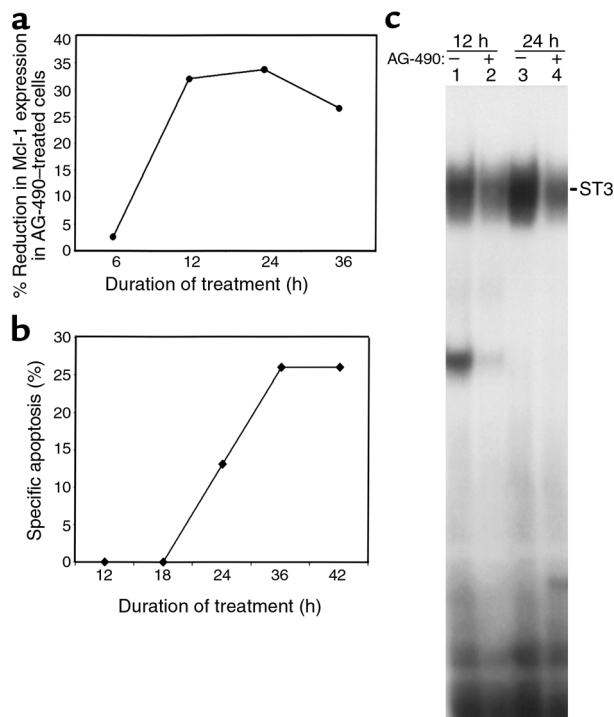 a
% Reduction in Mcl-1 expression
in AG-490–treated cells
40
35
30
25
20
15
10
5
0
6 12 24 36
Duration of treatment (h)
b
Specific apoptosis (%)
30
25
20
15
10
5
0
12 18 24 36 42
Duration of treatment (h)
c
12 h 24 h
AG-490: – + – +
1 2 3 4
ST3